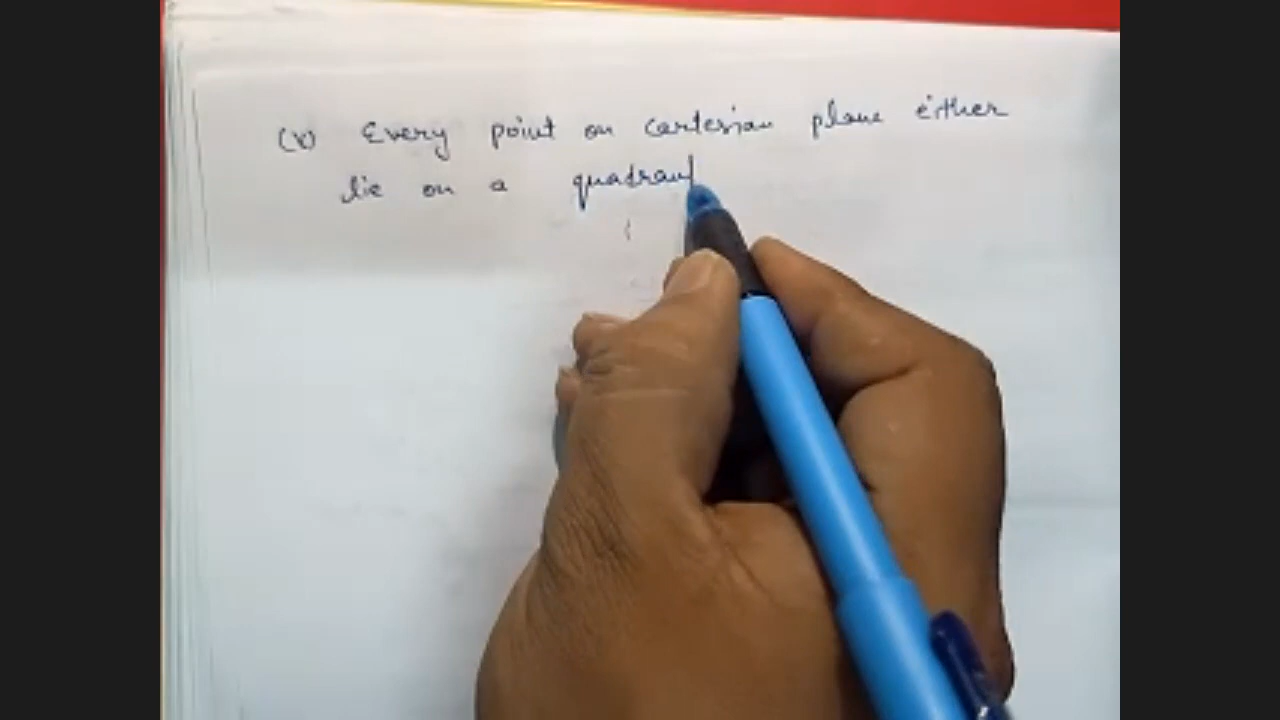 (v) Every point on cartesian plane either
lie on a quadrant